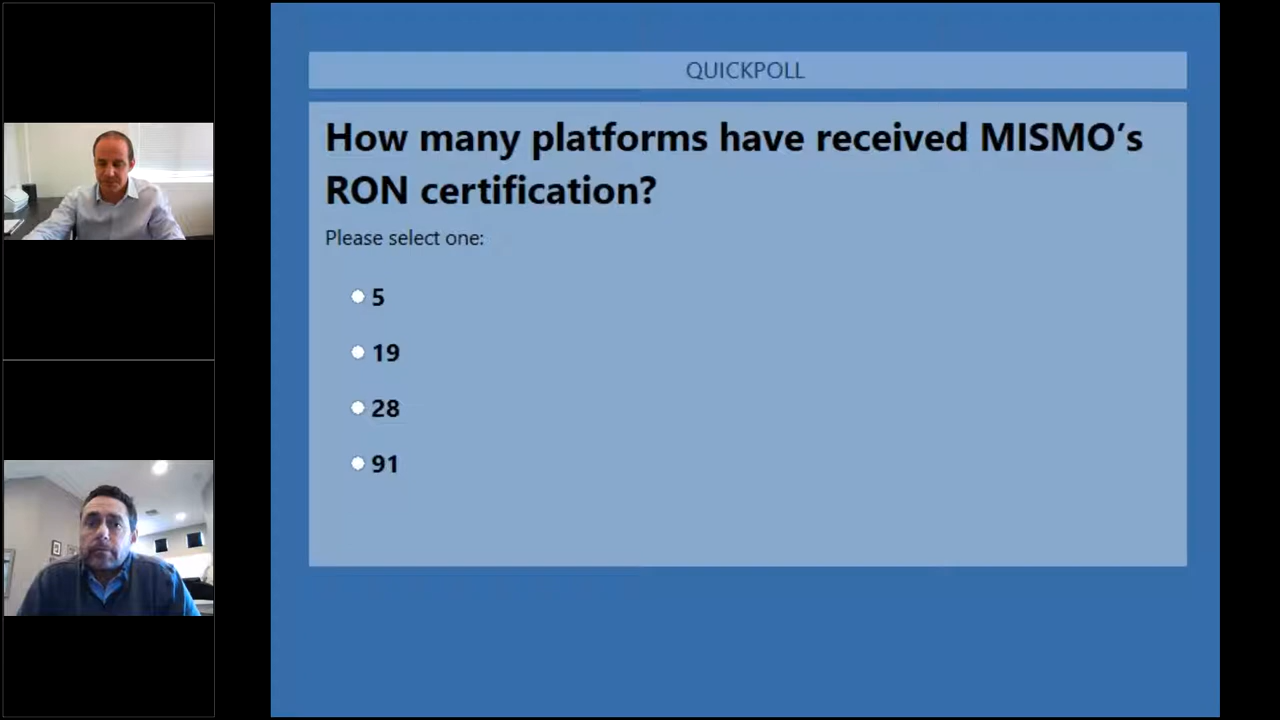 QUICKPOLL
How many platforms have received MISMO’s
RON certification?
Please select one:
5
19
28
91